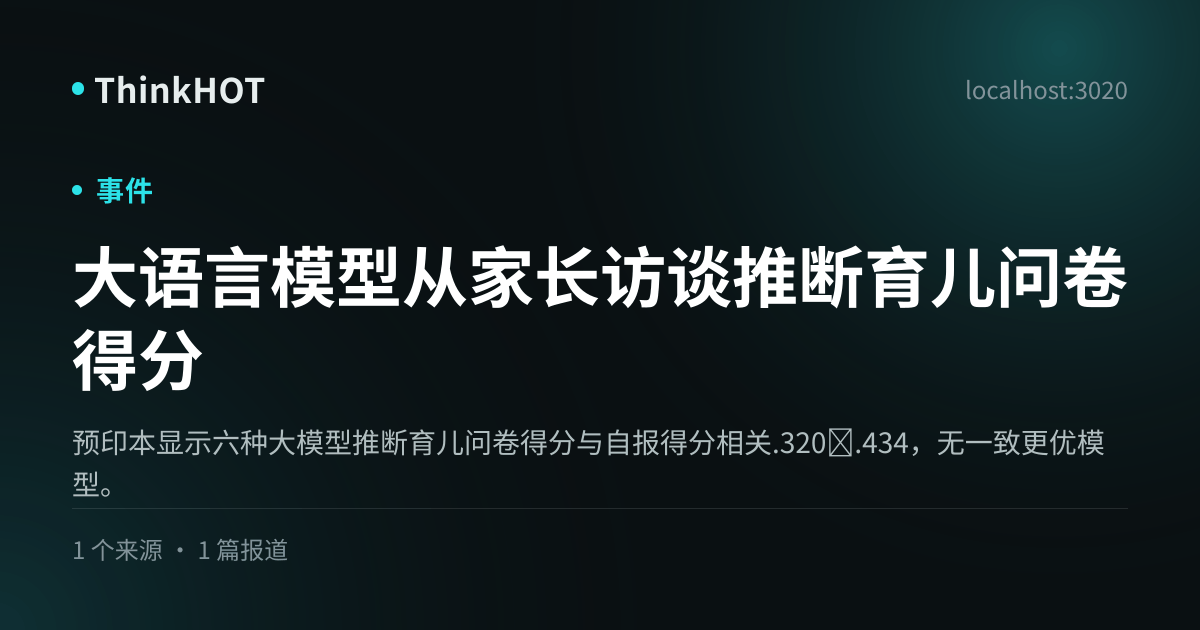 ThinkHOT
localhost:3020
事件
大语言模型从家长访谈推断育儿问卷
得分
预印本显示六种大模型推断育儿问卷得分与自报得分相关.320☒.434，无一致更优模
型。
1 个来源 · 1 篇报道